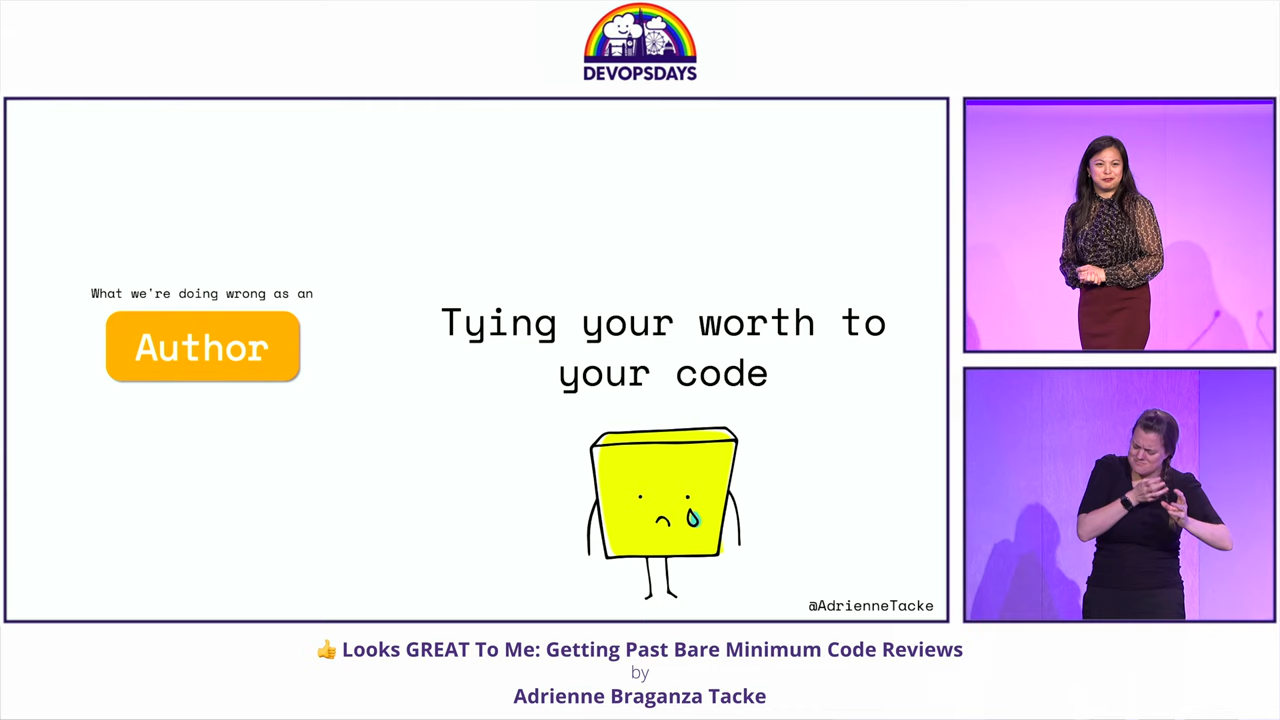 DEVOPSDAYS
What we're doing wrong as an
Author
Tying your worth to
your code
@AdrienneTacke
👍 Looks GREAT To Me: Getting Past Bare Minimum Code Reviews
by
Adrienne Braganza Tacke